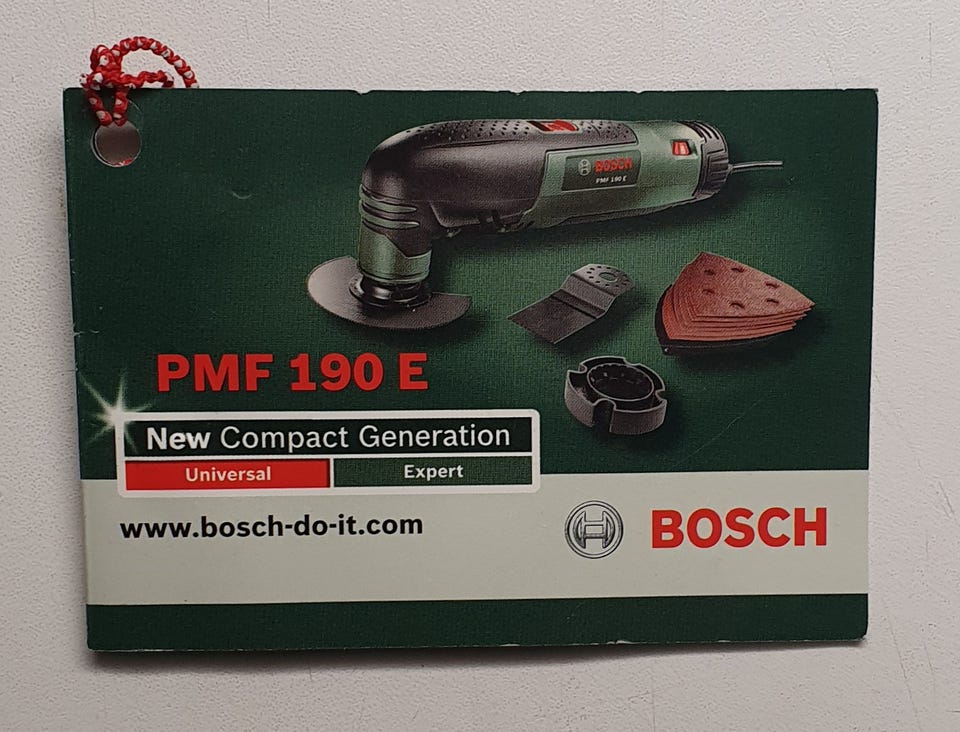 BOSCH
PMF 190 E
PMF 190 E
New Compact Generation
Universal Expert
www.bosch-do-it.com
BOSCH